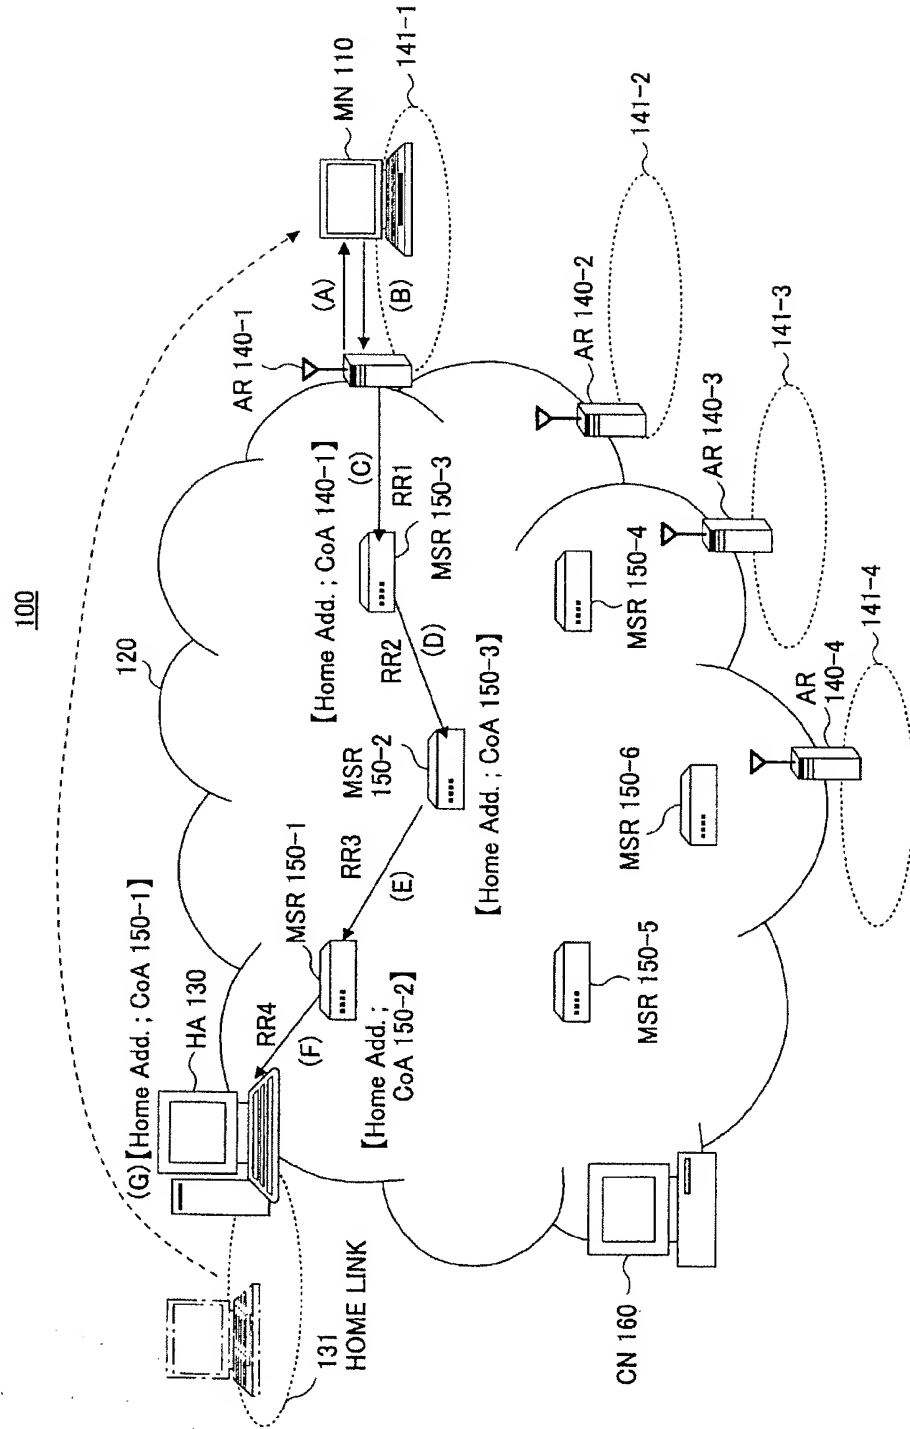 100
120
(G)【Home Add. ; CoA 150-1】
HA 130
131
HOME LINK
RR4
(F)
MSR 150-1
【Home Add. ;
CoA 150-2】
RR3
(E)
MSR
150-2
【Home Add. ; CoA 150-3】
RR2
(D)
【Home Add. ; CoA 140-1】
MSR 150-3
RR1
(C)
AR 140-1
(A)
(B)
MN 110
141-1
AR 140-2
141-2
AR 140-3
141-3
AR
140-4
141-4
MSR 150-4
MSR 150-6
MSR 150-5
CN 160